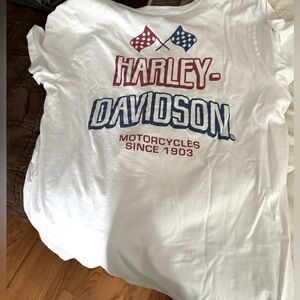 HARLEY-
DAVIDSON
MOTORCYCLES
SINCE 1903